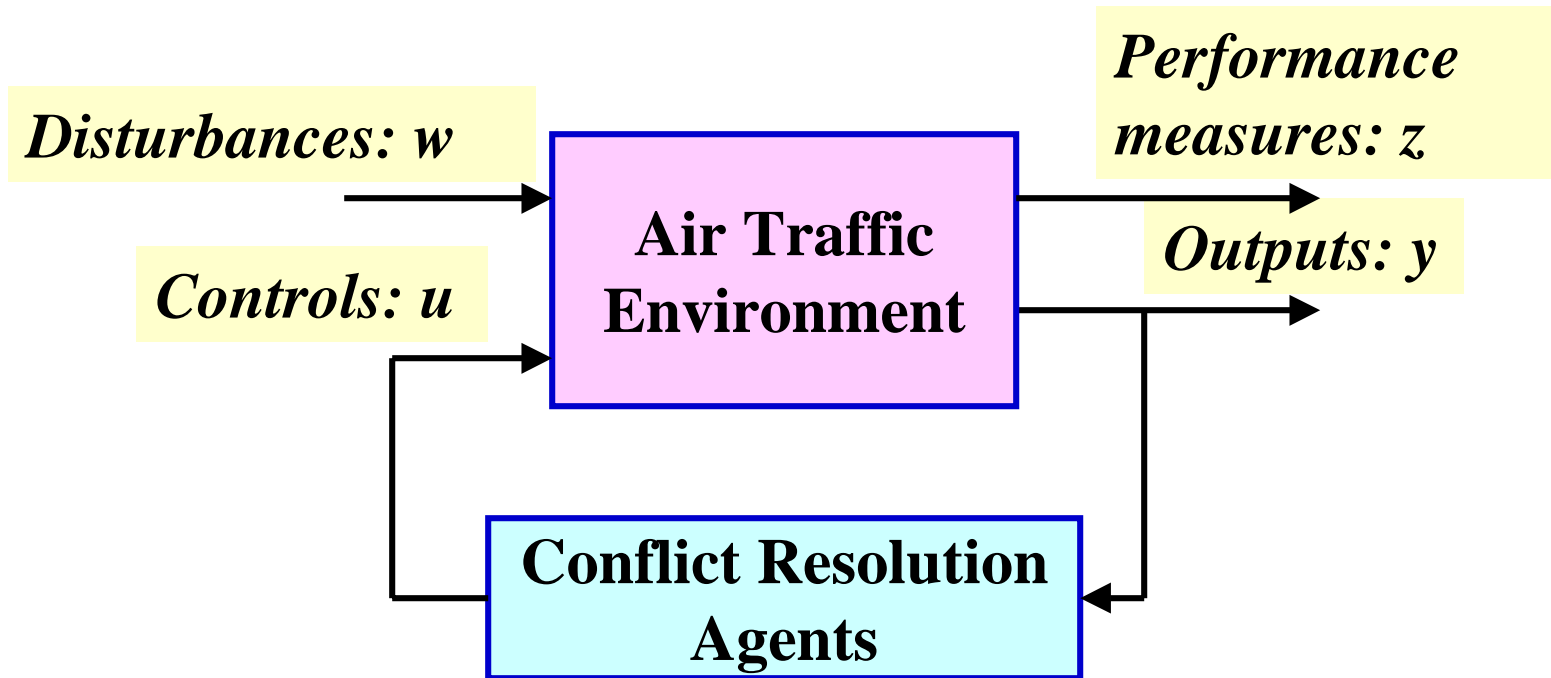 Performance
measures: z
Disturbances: w
Air Traffic
Environment
Outputs: y
Controls: u
Conflict Resolution
Agents